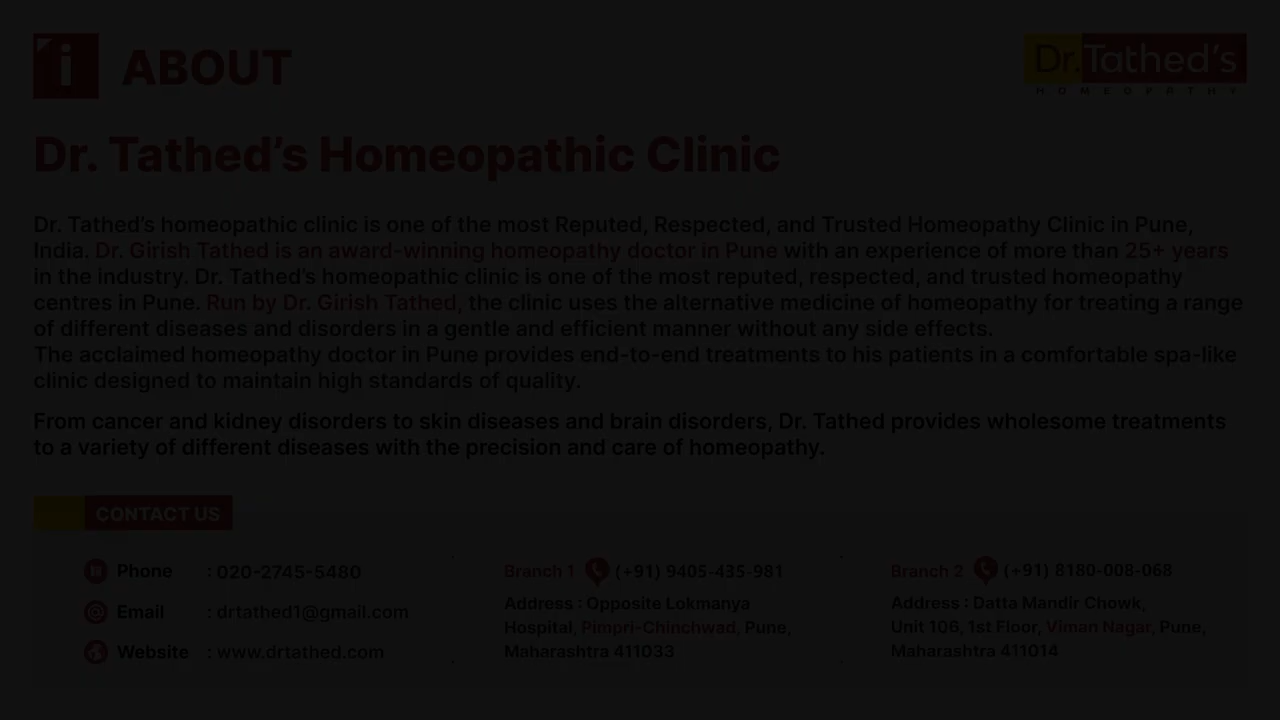 i ABOUT
Dr. Tathed's
HOMEOPATHY
Dr. Tathed's Homeopathic Clinic
Dr. Tathed's homeopathic clinic is one of the most Reputed, Respected, and Trusted Homeopathy Clinic in Pune,
India. Dr. Girish Tathed is an award-winning homeopathy doctor in Pune with an experience of more than 25+ years
in the industry. Dr. Tathed's homeopathic clinic is one of the most reputed, respected, and trusted homeopathy
centres in Pune. Run by Dr. Girish Tathed, the clinic uses the alternative medicine of homeopathy for treating a range
of different diseases and disorders in a gentle and efficient manner without any side effects.
The acclaimed homeopathy doctor in Pune provides end-to-end treatments to his patients in a comfortable spa-like
clinic designed to maintain high standards of quality.
From cancer and kidney disorders to skin diseases and brain disorders, Dr. Tathed provides wholesome treatments
to a variety of different diseases with the precision and care of homeopathy.
CONTACT US
Phone : 020-2745-5480
Email : drtathed1@gmail.com
Website : www.drtathed.com
Branch 1 (+91) 9405-435-981
Address : Opposite Lokmanya
Hospital, Pimpri-Chinchwad, Pune,
Maharashtra 411033
Branch 2 (+91) 8180-008-068
Address : Datta Mandir Chowk,
Unit 106, 1st Floor, Viman Nagar, Pune,
Maharashtra 411014